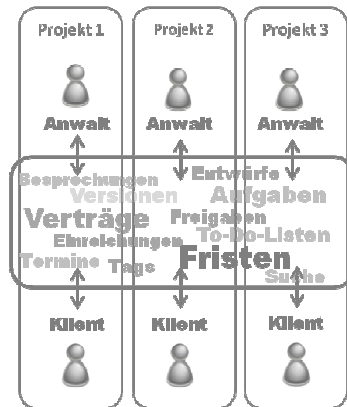 Projekt 1 Projekt 2 Projekt 3
Anwalt Anwalt Anwalt
Besprechungen Entwürfe
Versionen Aufgaben
Verträge Freigaben
Einreichungen To-Do-Listen
Termine Tags Fristen
Suche
Klient Klient Klient